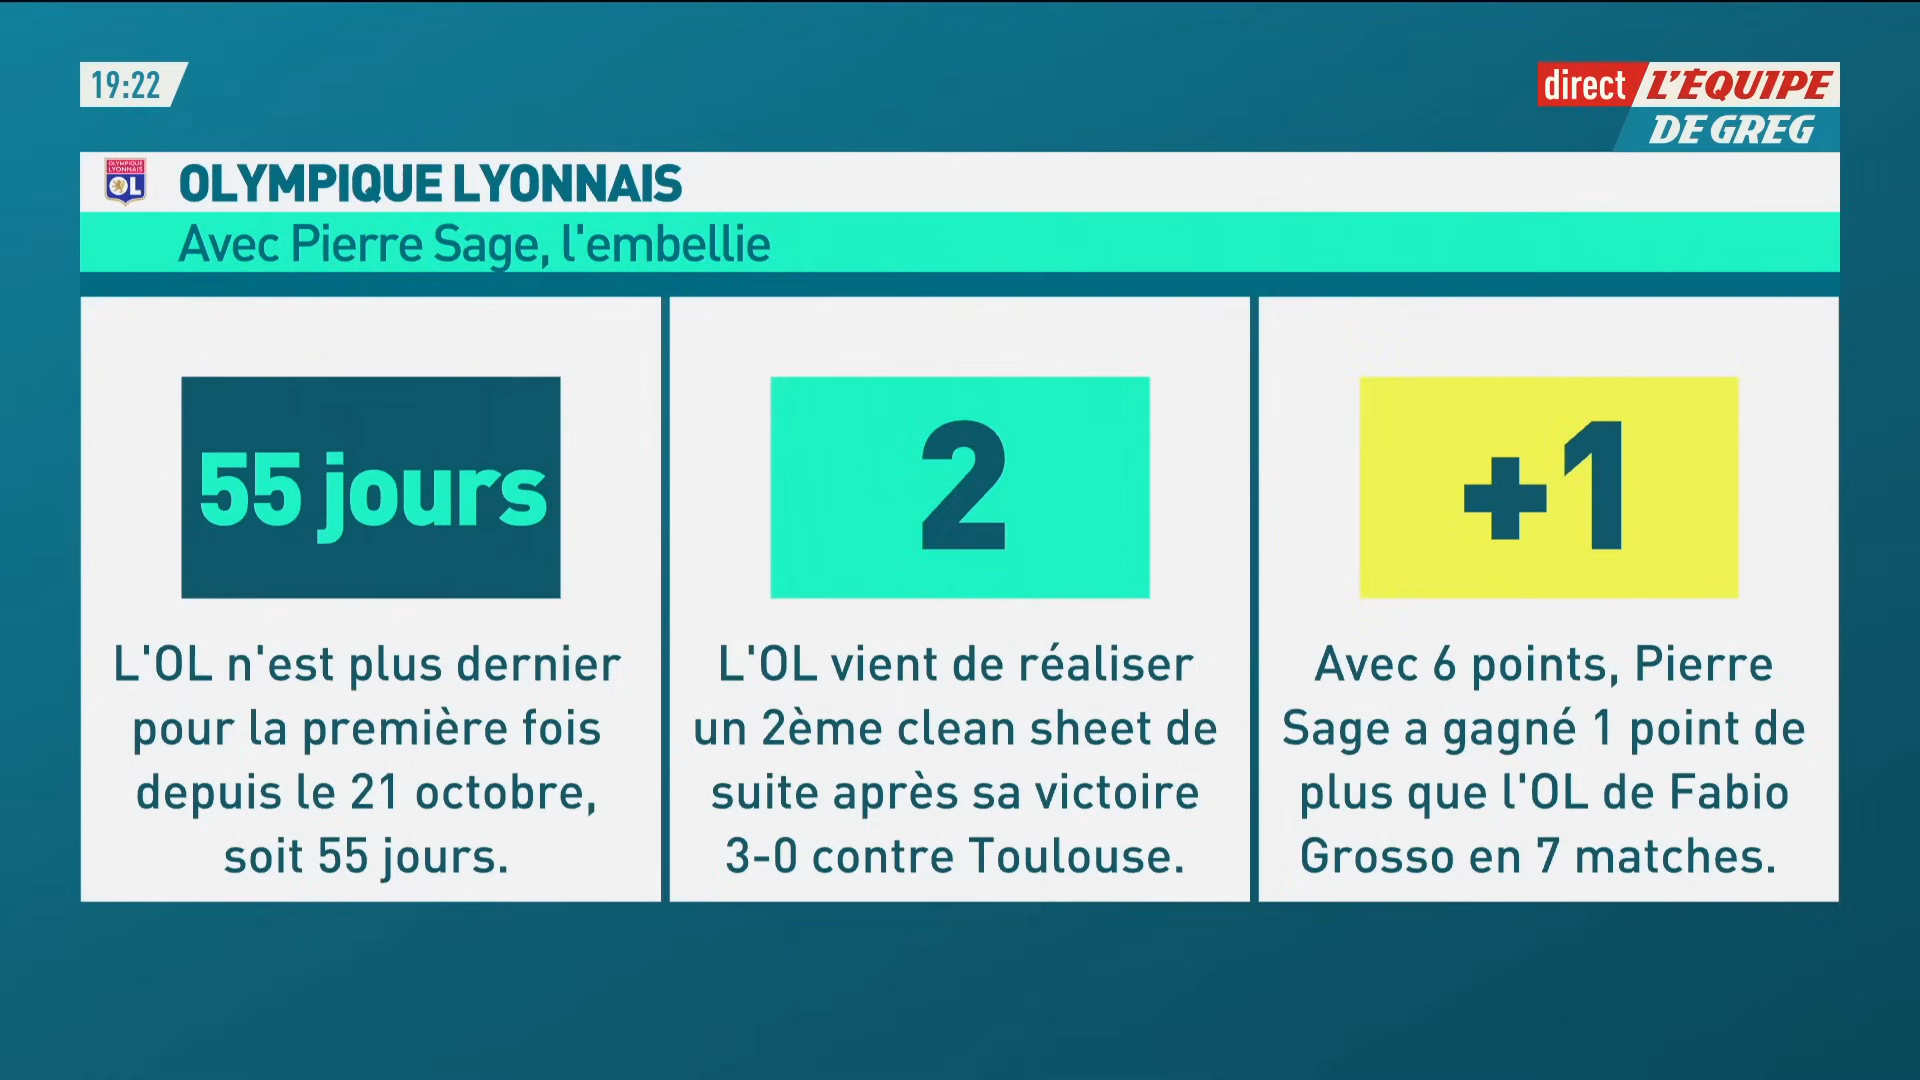 19:22
direct L'ÉQUIPE
DE GREG
OLYMPIQUE LYONNAIS
OL
OLYMPIQUE LYONNAIS
Avec Pierre Sage, l'embellie
55 jours
L'OL n'est plus dernier
pour la première fois
depuis le 21 octobre,
soit 55 jours.
2
L'OL vient de réaliser
un 2ème clean sheet de
suite après sa victoire
3-0 contre Toulouse.
+1
Avec 6 points, Pierre
Sage a gagné 1 point de
plus que l'OL de Fabio
Grosso en 7 matches.